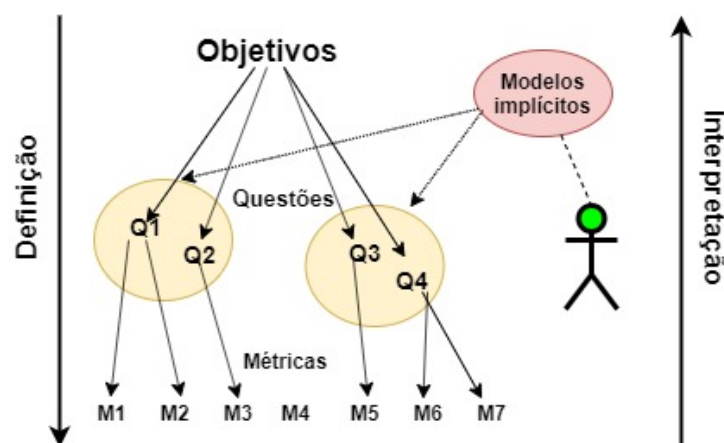 Objetivos
Modelos
implícitos
Definição
Interpretação
Questões
Q1
Q2
Q3
Q4
Métricas
M1 M2 M3 M4 M5 M6 M7